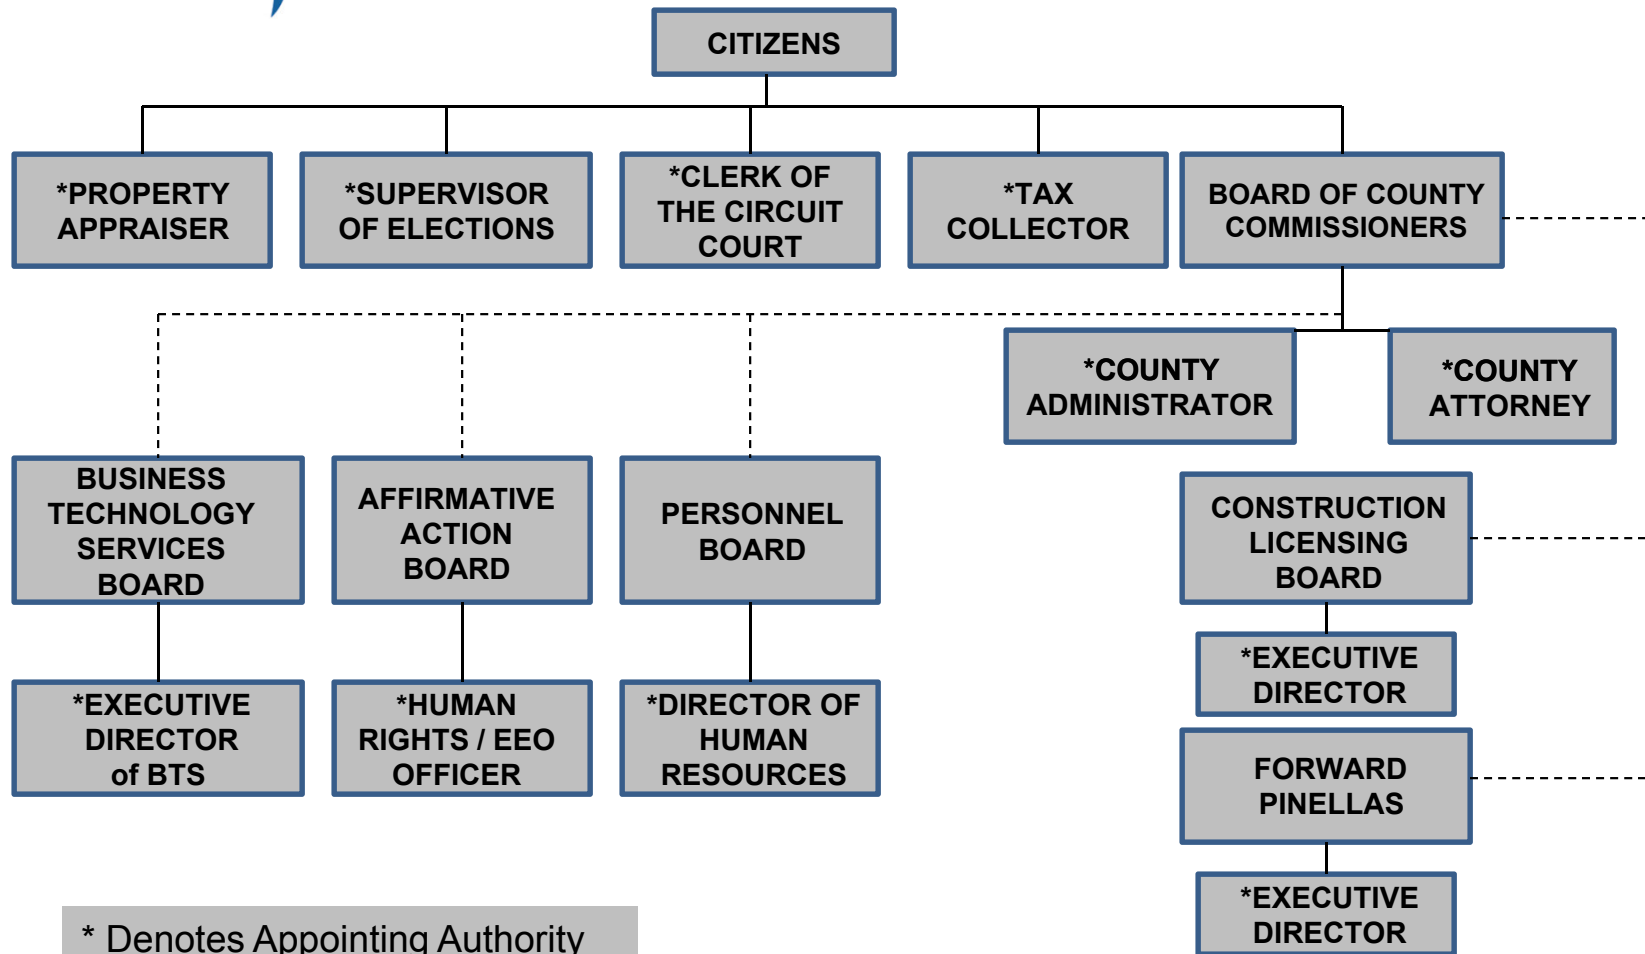 CITIZENS
*PROPERTY
APPRAISER
*SUPERVISOR
OF ELECTIONS
*CLERK OF
THE CIRCUIT
COURT
*TAX
COLLECTOR
BOARD OF COUNTY
COMMISSIONERS
*COUNTY
ADMINISTRATOR
*COUNTY
ATTORNEY
BUSINESS
TECHNOLOGY
SERVICES
BOARD
AFFIRMATIVE
ACTION
BOARD
PERSONNEL
BOARD
CONSTRUCTION
LICENSING
BOARD
*EXECUTIVE
DIRECTOR
*EXECUTIVE
DIRECTOR
of BTS
*HUMAN
RIGHTS / EEO
OFFICER
*DIRECTOR OF
HUMAN
RESOURCES
FORWARD
PINELLAS
*EXECUTIVE
DIRECTOR
* Denotes Appointing Authority